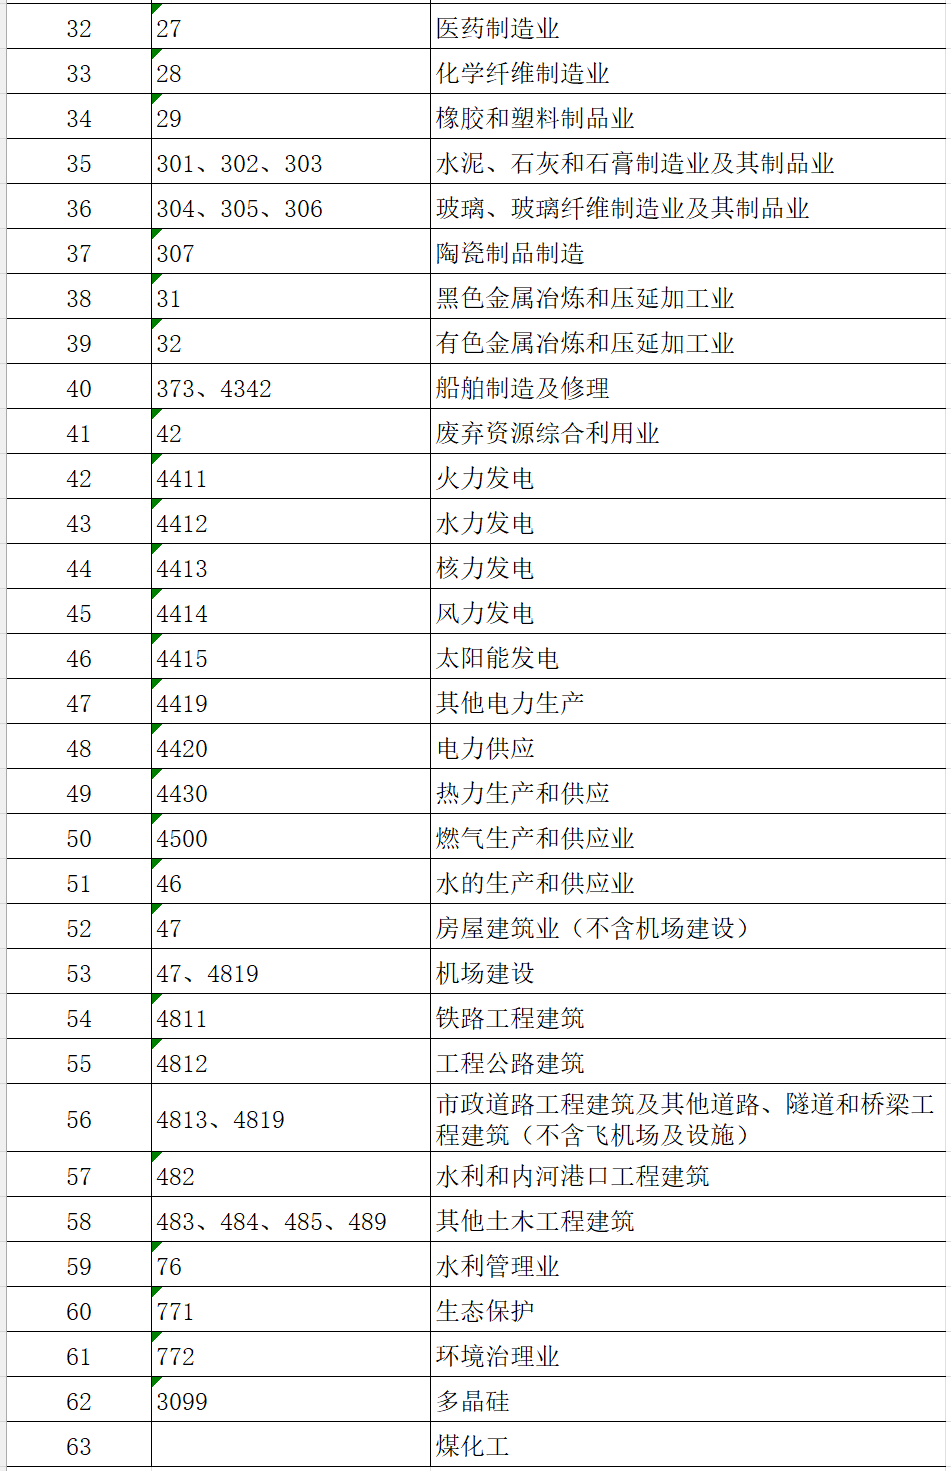 32 27 医药制造业
33 28 化学纤维制造业
34 29 橡胶和塑料制品业
35 301、302、303 水泥、石灰和石膏制造业及其制品业
36 304、305、306 玻璃、玻璃纤维制造业及其制品业
37 307 陶瓷制品制造
38 31 黑色金属冶炼和压延加工业
39 32 有色金属冶炼和压延加工业
40 373、4342 船舶制造及修理
41 42 废弃资源综合利用业
42 4411 火力发电
43 4412 水力发电
44 4413 核力发电
45 4414 风力发电
46 4415 太阳能发电
47 4419 其他电力生产
48 4420 电力供应
49 4430 热力生产和供应
50 4500 燃气生产和供应业
51 46 水的生产和供应业
52 47 房屋建筑业（不含机场建设）
53 47、4819 机场建设
54 4811 铁路工程建筑
55 4812 工程公路建筑
56 4813、4819 市政道路工程建筑及其他道路、隧道和桥梁工
程建筑（不含飞机场及设施）
57 482 水利和内河港口工程建筑
58 483、484、485、489 其他土木工程建筑
59 76 水利管理业
60 771 生态保护
61 772 环境治理业
62 3099 多晶硅
63 煤化工